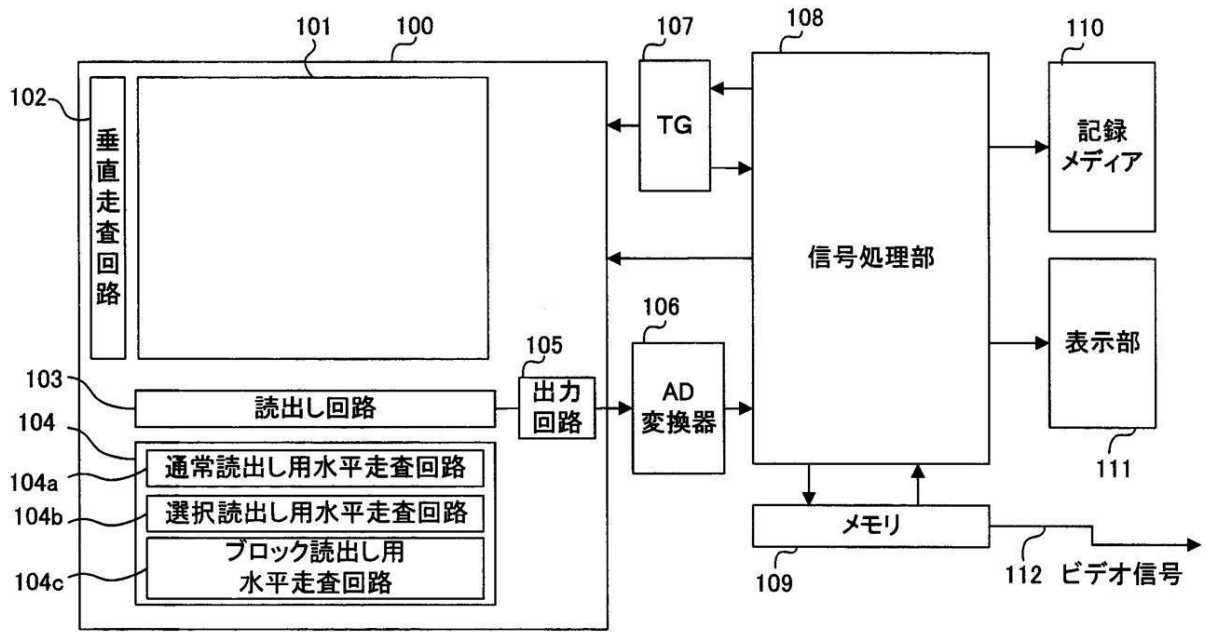 101
100
107
108
110
102
垂直走査回路
TG
記録
メディア
信号処理部
106
105
103
読出し回路
出力
回路
AD
変換器
表示部
111
104
通常読出し用水平走査回路
104a
選択読出し用水平走査回路
104b
ブロック読出し用
水平走査回路
104c
メモリ
109
112
ビデオ信号